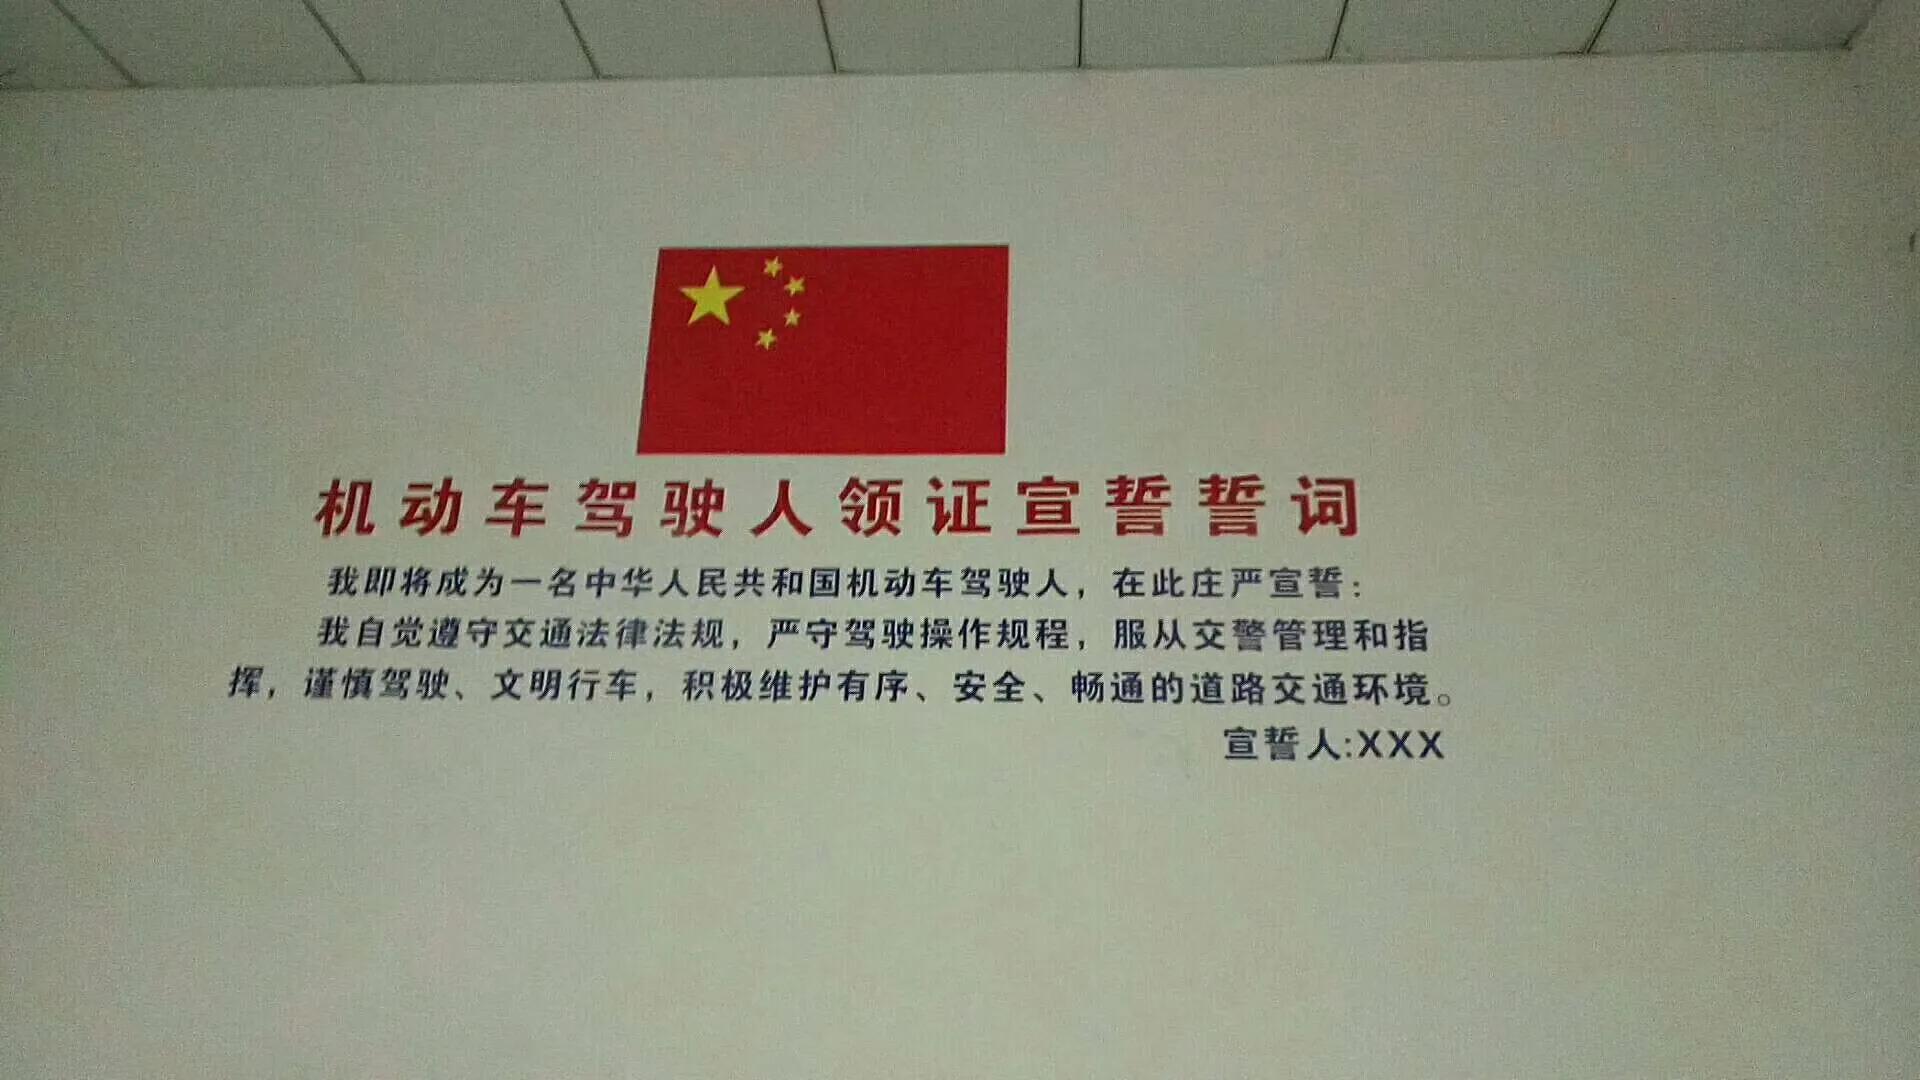 机动车驾驶人领证宣誓誓词
我即将成为一名中华人民共和国机动车驾驶人，在此庄严宣誓：
我自觉遵守交通法律法规，严守驾驶操作规程，服从交警管理和指
挥，谨慎驾驶、文明行车，积极维护有序、安全、畅通的道路交通环境。
宣誓人:XXX